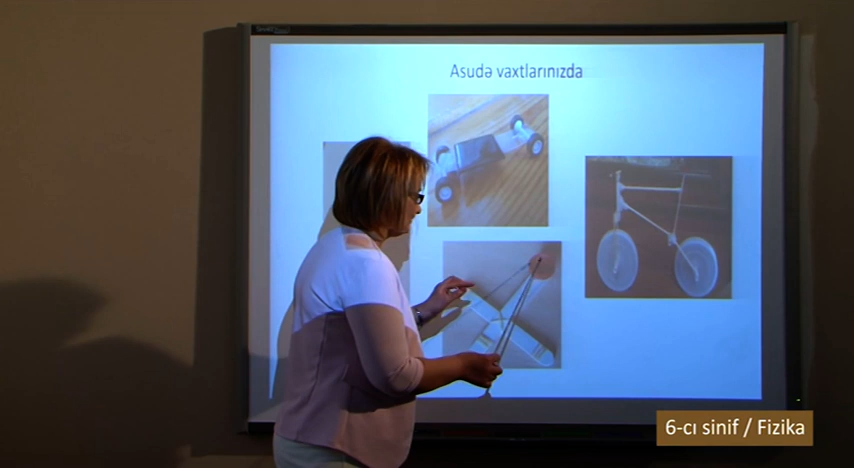 Asudə vaxtlarınızda
6-cı sinif / Fizika